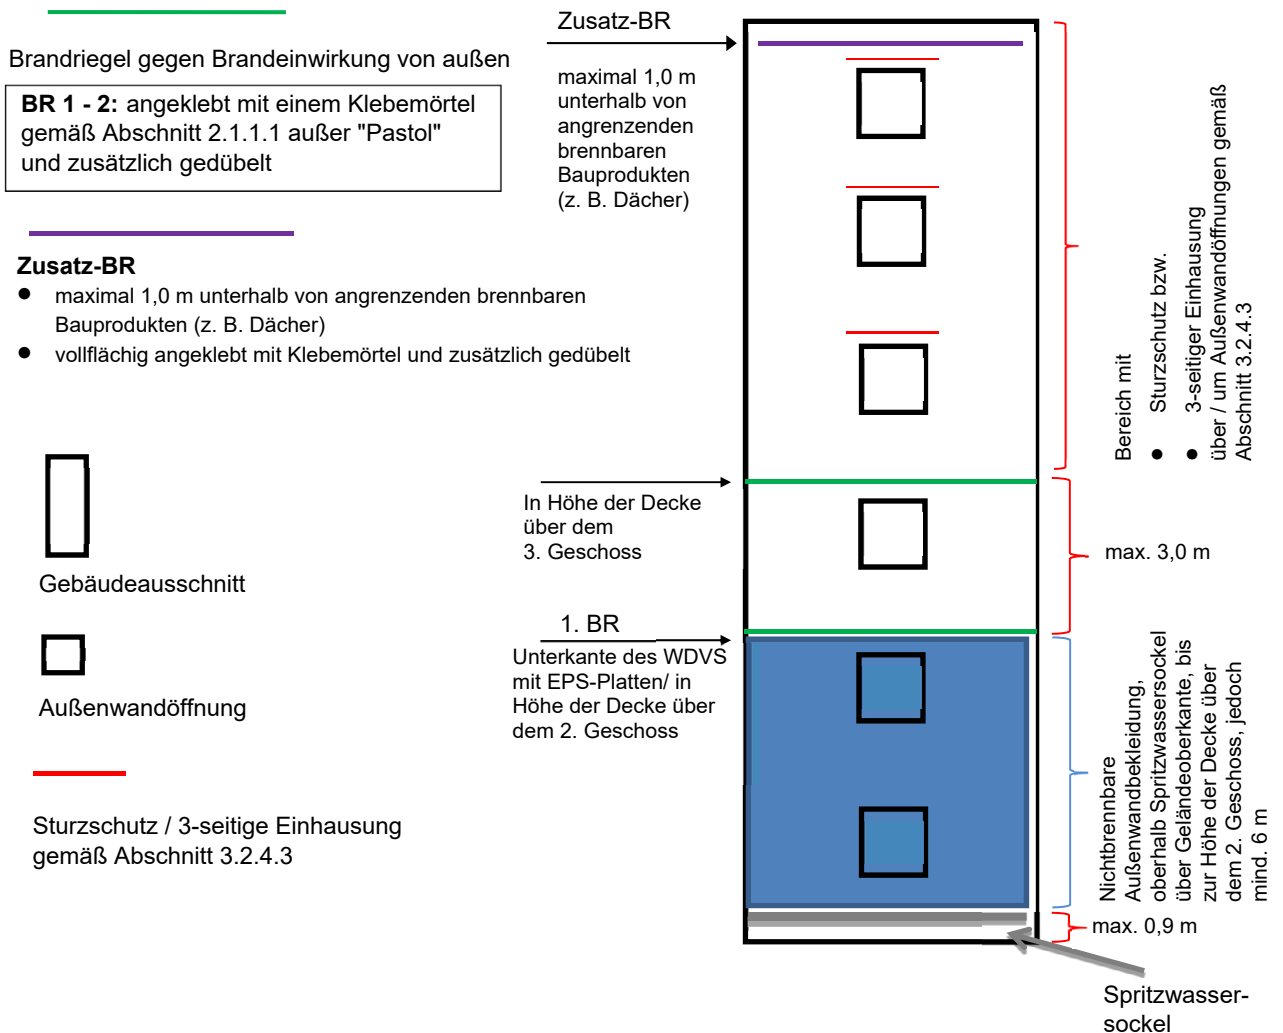 Brandriegel gegen Brandeinwirkung von außen
BR 1 - 2: angeklebt mit einem Klebemörtel
gemäß Abschnitt 2.1.1.1 außer "Pastol"
und zusätzlich gedübelt
Zusatz-BR
● maximal 1,0 m unterhalb von angrenzenden brennbaren
Bauprodukten (z. B. Dächer)
● vollflächig angeklebt mit Klebemörtel und zusätzlich gedübelt
Gebäudeausschnitt
Außenwandöffnung
Sturzschutz / 3-seitige Einhausung
gemäß Abschnitt 3.2.4.3
Zusatz-BR
maximal 1,0 m
unterhalb von
angrenzenden
brennbaren
Bauprodukten
(z. B. Dächer)
In Höhe der Decke
über dem
3. Geschoss
1. BR
Unterkante des WDVS
mit EPS-Platten/ in
Höhe der Decke über
dem 2. Geschoss
Bereich mit
● Sturzschutz bzw.
● 3-seitiger Einhausung
über / um Außenwandöffnungen gemäß
Abschnitt 3.2.4.3
max. 3,0 m
Nichtbrennbare
Außenwandbekleidung,
oberhalb Spritzwassersockel
über Geländeoberkante, bis
zur Höhe der Decke über
dem 2. Geschoss, jedoch
mind. 6 m
max. 0,9 m
Spritzwasser-
sockel